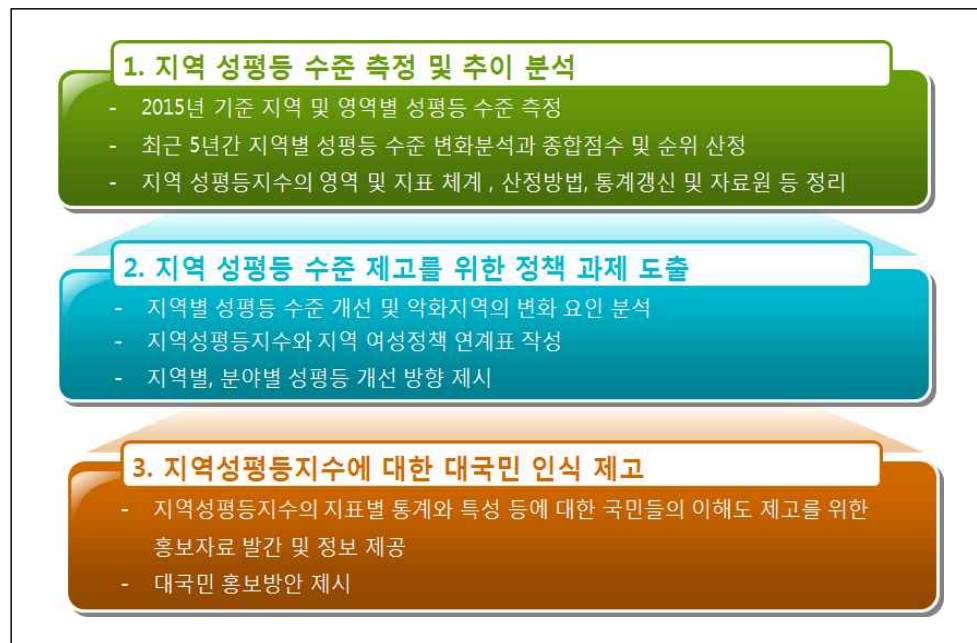 1. 지역 성평등 수준 측정 및 추이 분석
- 2015년 기준 지역 및 영역별 성평등 수준 측정
- 최근 5년간 지역별 성평등 수준 변화분석과 종합점수 및 순위 산정
- 지역 성평등지수의 영역 및 지표 체계 , 산정방법, 통계갱신 및 자료원 등 정리
2. 지역 성평등 수준 제고를 위한 정책 과제 도출
- 지역별 성평등 수준 개선 및 악화지역의 변화 요인 분석
- 지역성평등지수와 지역 여성정책 연계표 작성
- 지역별, 분야별 성평등 개선 방향 제시
3. 지역성평등지수에 대한 대국민 인식 제고
- 지역성평등지수의 지표별 통계와 특성 등에 대한 국민들의 이해도 제고를 위한
홍보자료 발간 및 정보 제공
- 대국민 홍보방안 제시